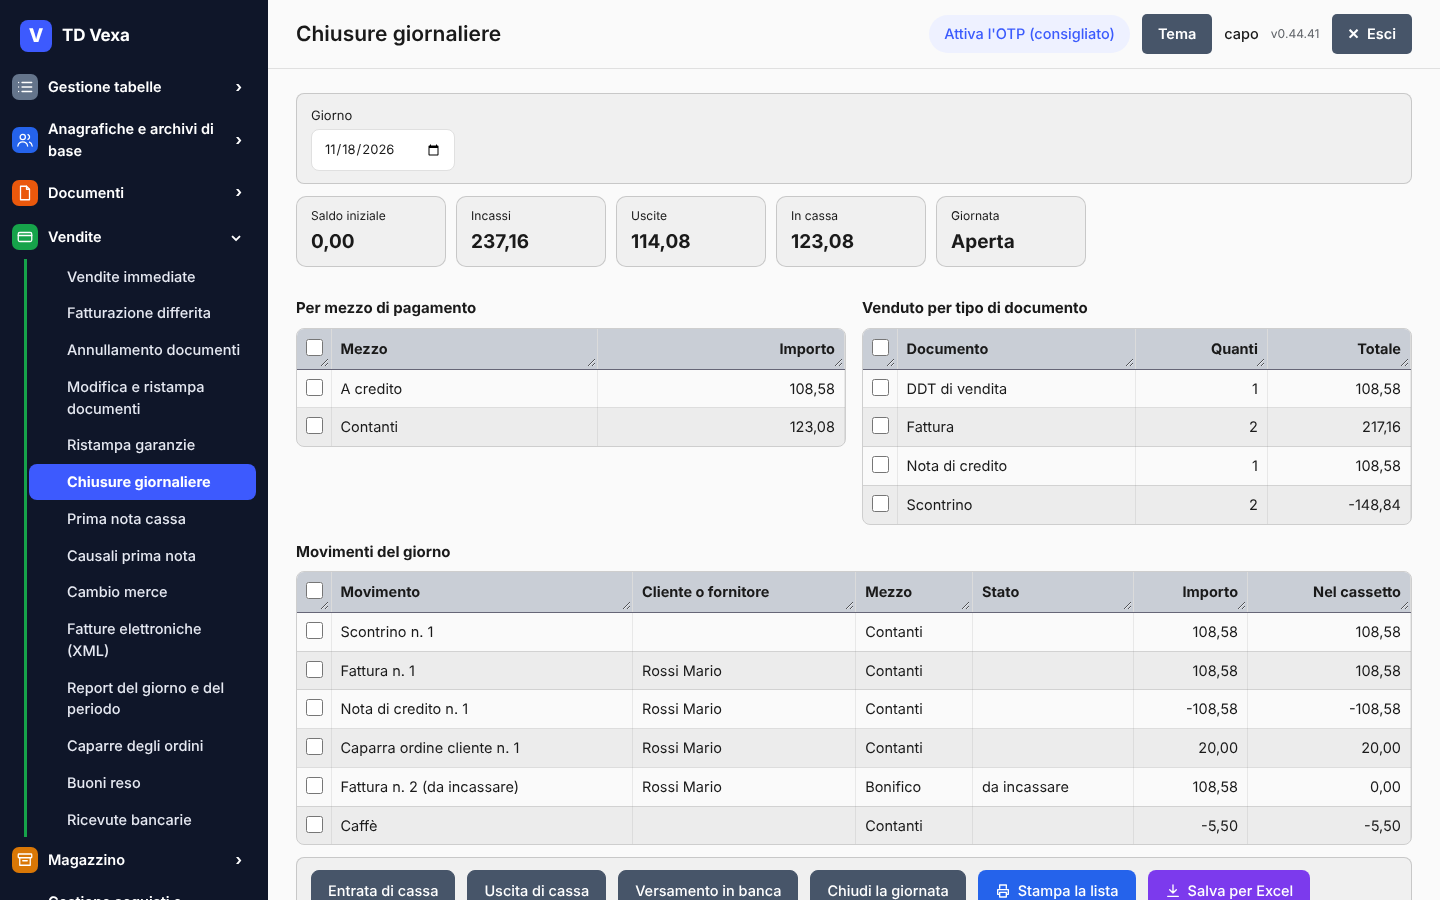 V TD Vexa
Gestione tabelle
Anagrafiche e archivi di
base
Documenti
Vendite
Vendite immediate
Fatturazione differita
Annullamento documenti
Modifica e ristampa
documenti
Ristampa garanzie
Chiusure giornaliere
Prima nota cassa
Causali prima nota
Cambio merce
Fatture elettroniche
(XML)
Report del giorno e del
periodo
Caparre degli ordini
Buoni reso
Ricevute bancarie
Magazzino
Chiusure giornaliere
Attiva l'OTP (consigliato)
Tema
capo
v0.44.41
✕ Esci
Giorno
11/18/2026
Saldo iniziale
0,00
Incassi
237,16
Uscite
114,08
In cassa
123,08
Giornata
Aperta
Per mezzo di pagamento
Mezzo Importo
A credito 108,58
Contanti 123,08
Venduto per tipo di documento
Documento Quanti Totale
DDT di vendita 1 108,58
Fattura 2 217,16
Nota di credito 1 108,58
Scontrino 2 -148,84
Movimenti del giorno
Movimento Cliente o fornitore Mezzo Stato Importo Nel cassetto
Scontrino n. 1 Contanti 108,58 108,58
Fattura n. 1 Rossi Mario Contanti 108,58 108,58
Nota di credito n. 1 Rossi Mario Contanti -108,58 -108,58
Caparra ordine cliente n. 1 Rossi Mario Contanti 20,00 20,00
Fattura n. 2 (da incassare) Rossi Mario Bonifico da incassare 108,58 0,00
Caffè Contanti -5,50 -5,50
Entrata di cassa
Uscita di cassa
Versamento in banca
Chiudi la giornata
Stampa la lista
Salva per Excel